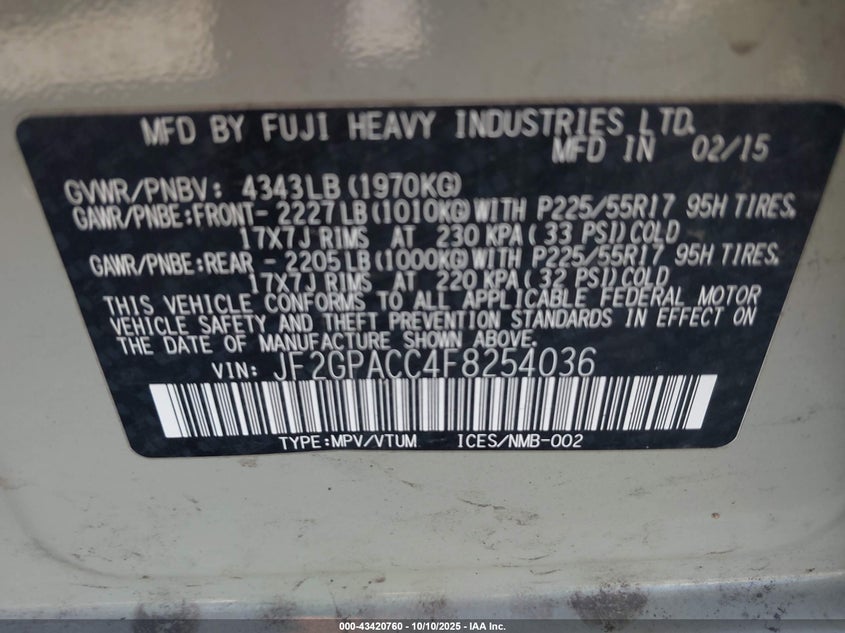 MFD BY FUJI HEAVY INDUSTRIES LTD.
MFD IN 02/15
GVWR/PNBV: 4343LB (1970KG)
GAWR/PNBE:FRONT- 2227LB (1010KG) WITH P225/55R17 95H TIRES.
17X7J RIMS AT 230 KPA( 33 PSI) COLD
GAWR/PNBE:REAR - 2205LB (1000KG) WITH P225/55R17 95H TIRES.
17X7J RIMS AT 220 KPA( 32 PSI) COLD
THIS VEHICLE CONFORMS TO ALL APPLICABLE FEDERAL MOTOR
VEHICLE SAFETY AND THEFT PREVENTION STANDARDS IN EFFECT ON
THE DATE OF MANUFACTURE SHOWN ABOVE.
VIN: JF2GPACC4F8254036
TYPE:MPV/VTUM ICES/NMB-002
000-43420760 - 10/10/2025 - IAA Inc.